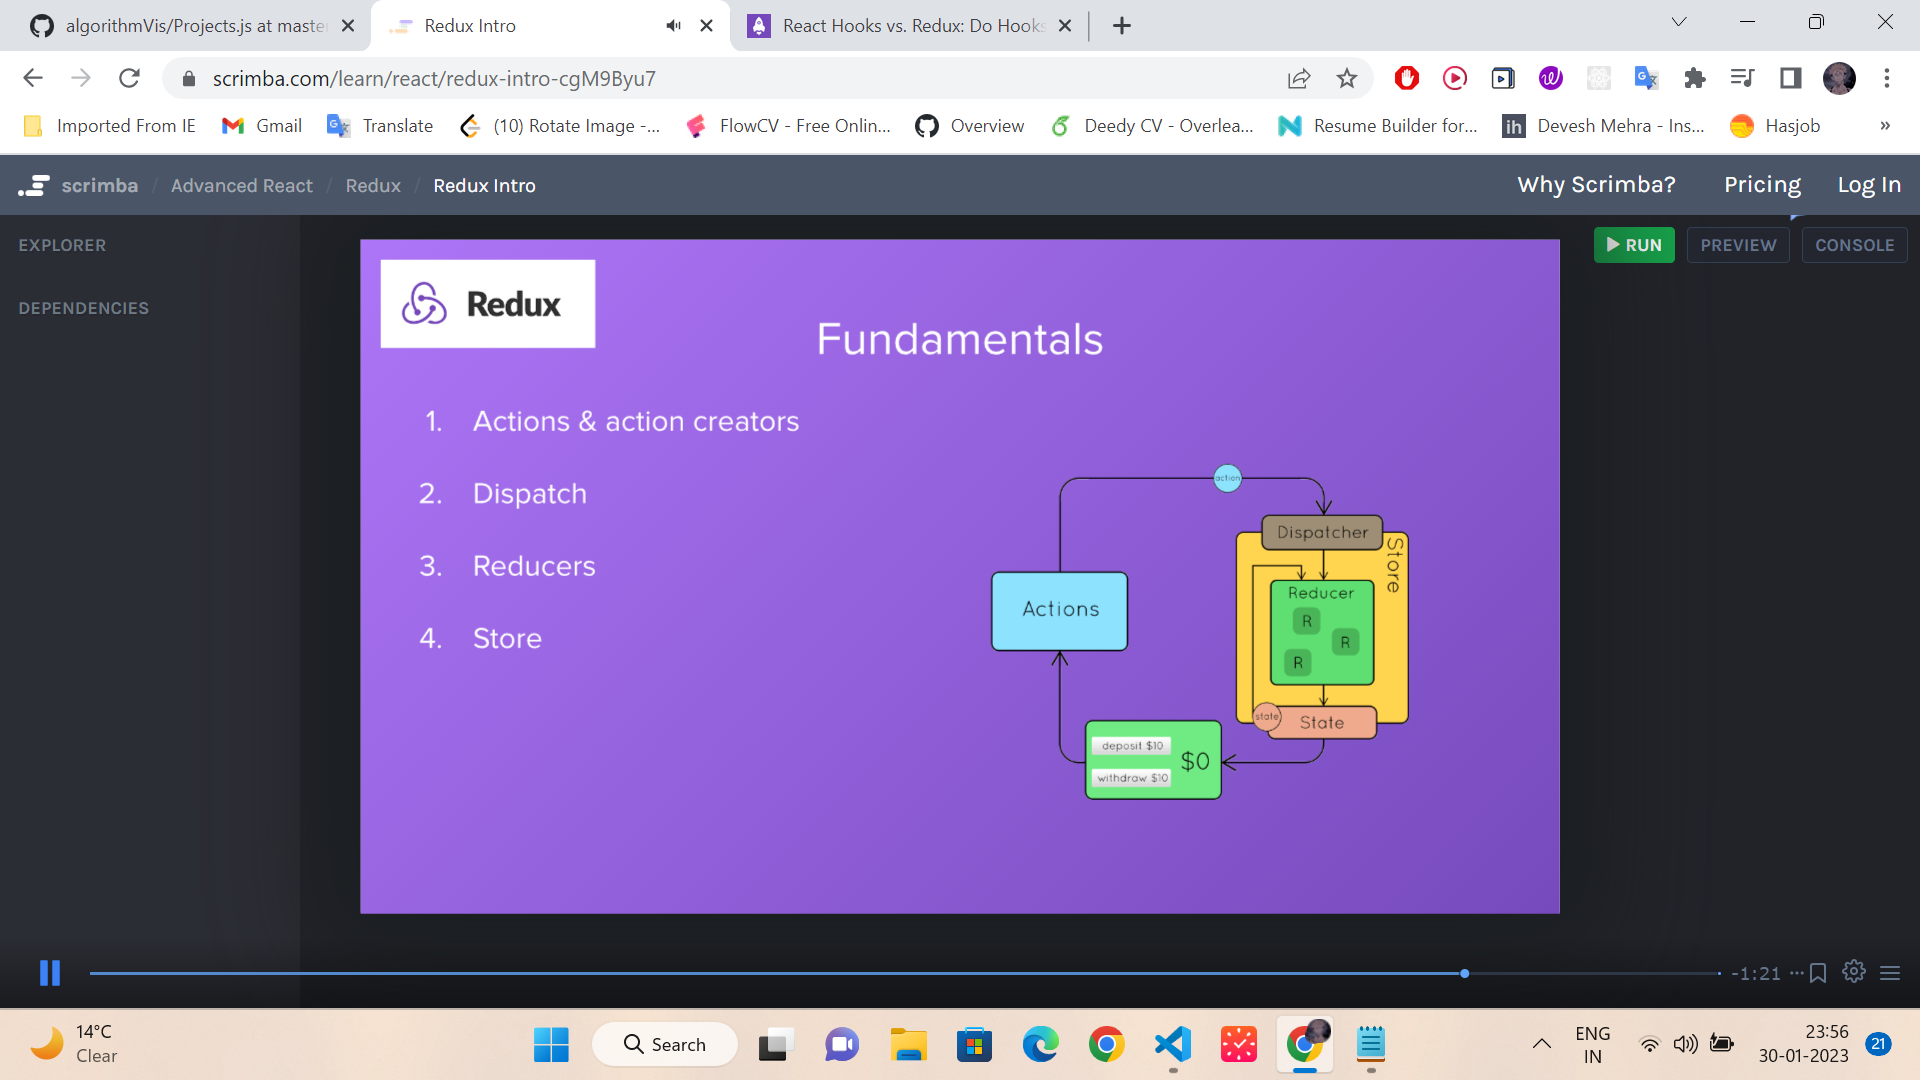 algorithmVis/Projects.js at maste
Redux Intro
React Hooks vs. Redux: Do Hooks
scrimba.com/learn/react/redux-intro-cgM9Byu7
Imported From IE
Gmail
Translate
(10) Rotate Image -...
FlowCV - Free Onlin...
Overview
Deedy CV - Overlea...
Resume Builder for...
ih
Devesh Mehra - Ins...
Hasjob
»
scrimba / Advanced React / Redux / Redux Intro
Why Scrimba?
Pricing
Log In
EXPLORER
DEPENDENCIES
RUN
PREVIEW
CONSOLE
Redux
Fundamentals
1. Actions & action creators
2. Dispatch
3. Reducers
4. Store
action
Dispatcher
Store
Reducer
R
R
R
Actions
state
State
deposit $10
withdraw $10
$0
-1:21
14°C
Clear
Search
ENG
IN
23:56
30-01-2023
21